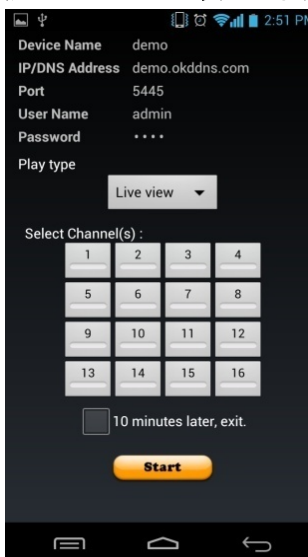 2:51 PM
Device Name demo
IP/DNS Address demo.okddns.com
Port 5445
User Name admin
Password ····
Play type
Live view
Select Channel(s) :
1 2 3 4
5 6 7 8
9 10 11 12
13 14 15 16
10 minutes later, exit.
Start